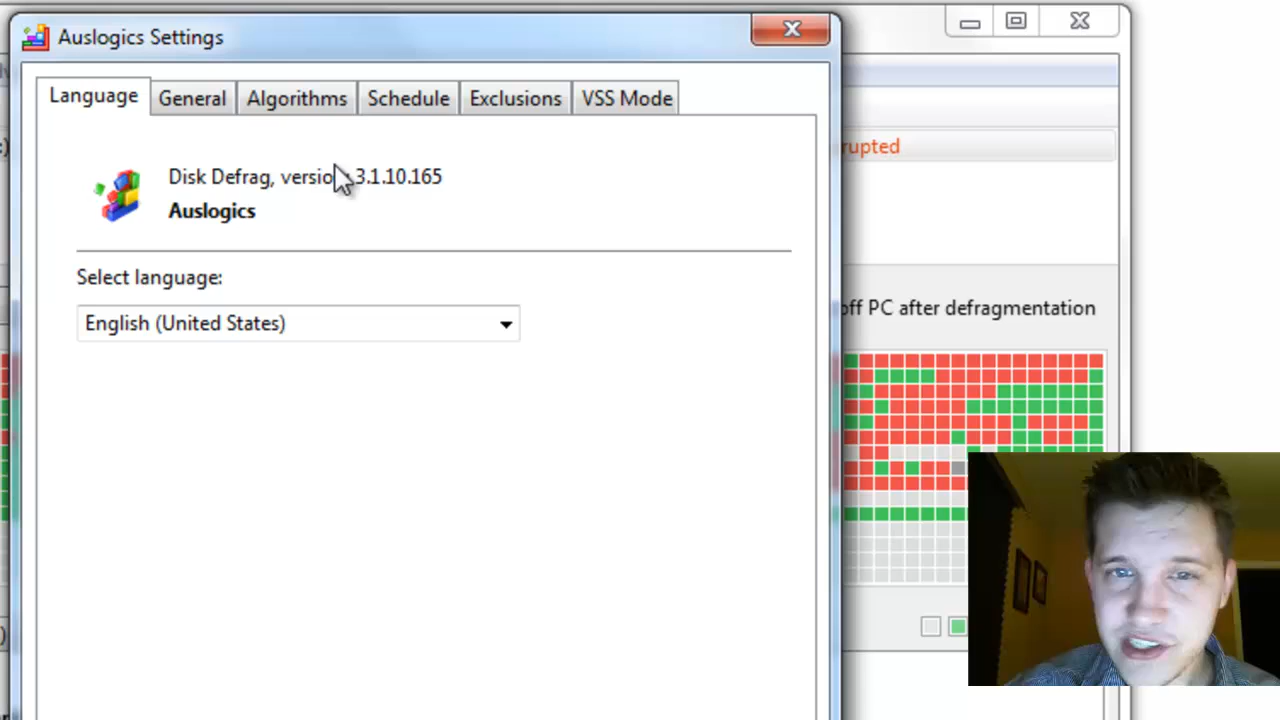 Auslogics Settings
Language General Algorithms Schedule Exclusions VSS Mode
Disk Defrag, version 3.1.10.165
Auslogics
Select language:
English (United States)
rupted
off PC after defragmentation